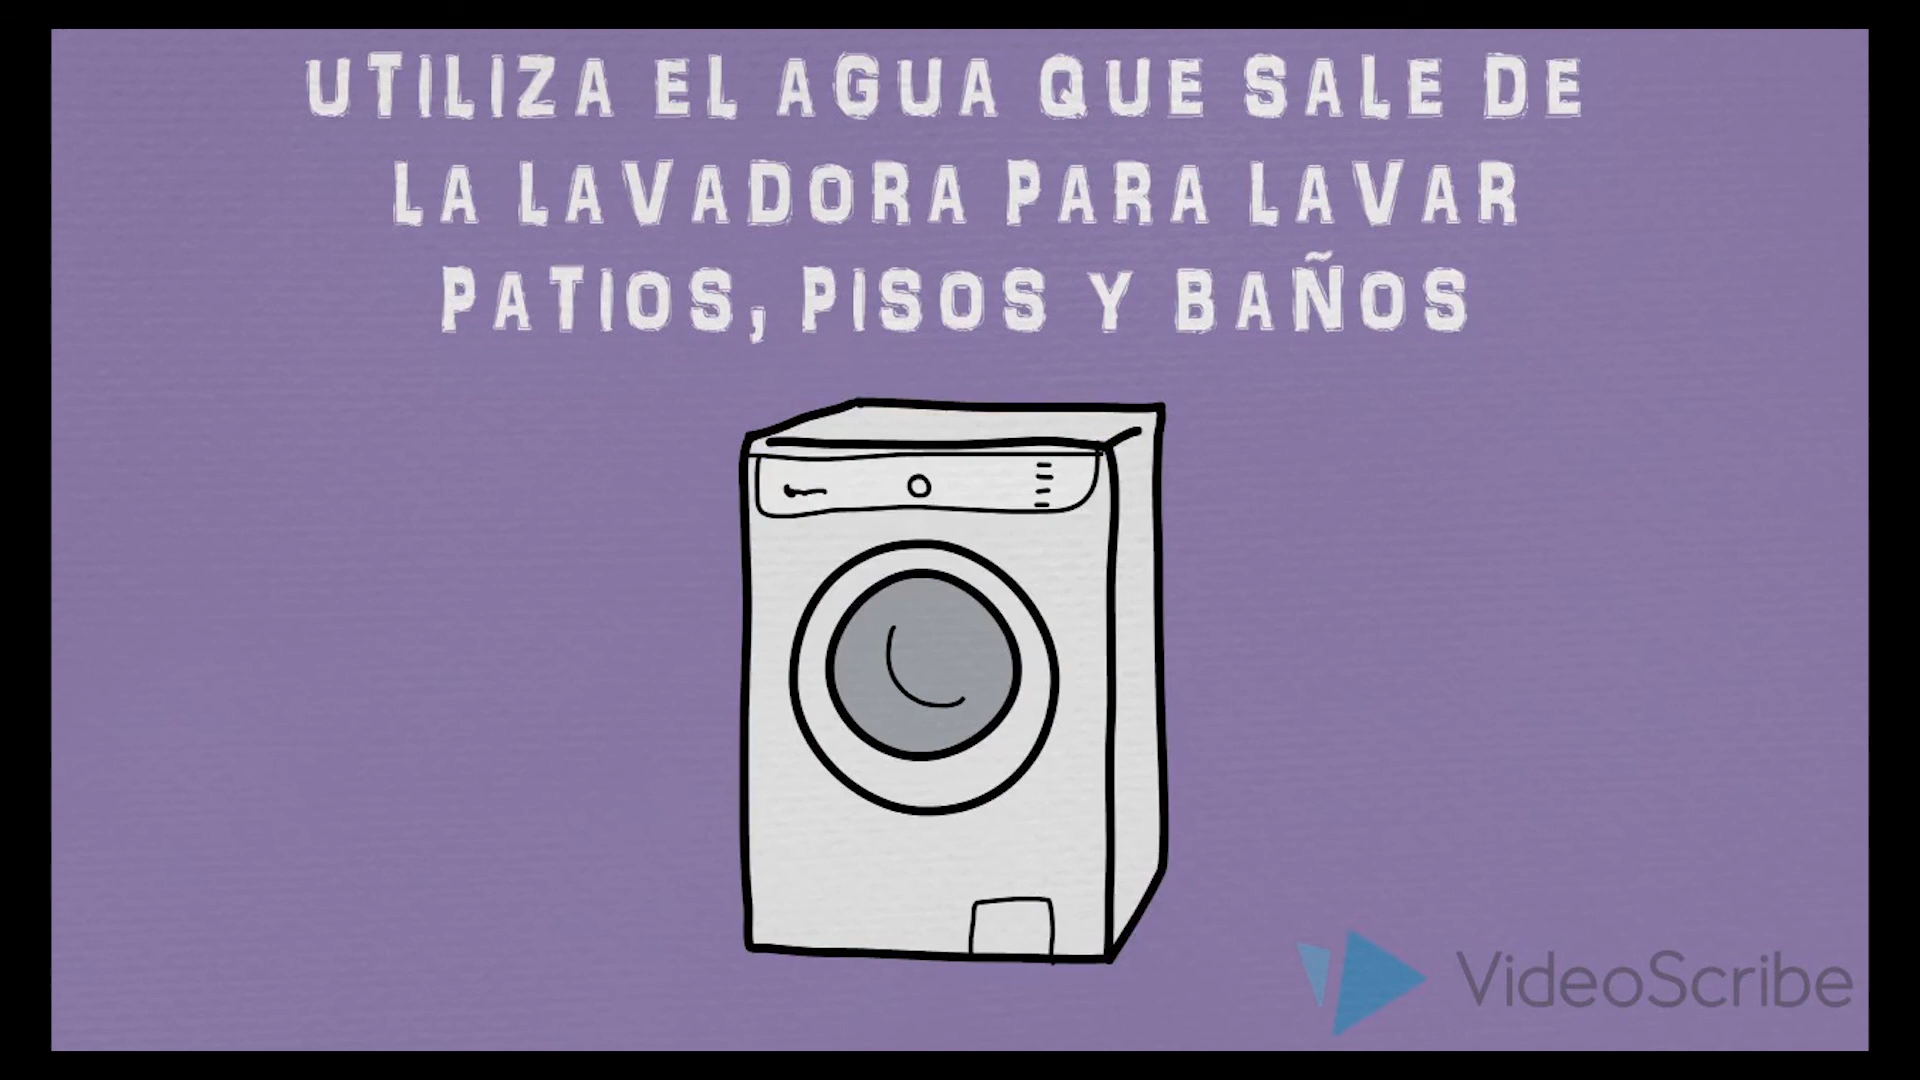 UTILIZA EL AGUA QUE SALE DE
LA LAVADORA PARA LAVAR
PATIOS, PISOS Y BAÑOS
VideoScribe